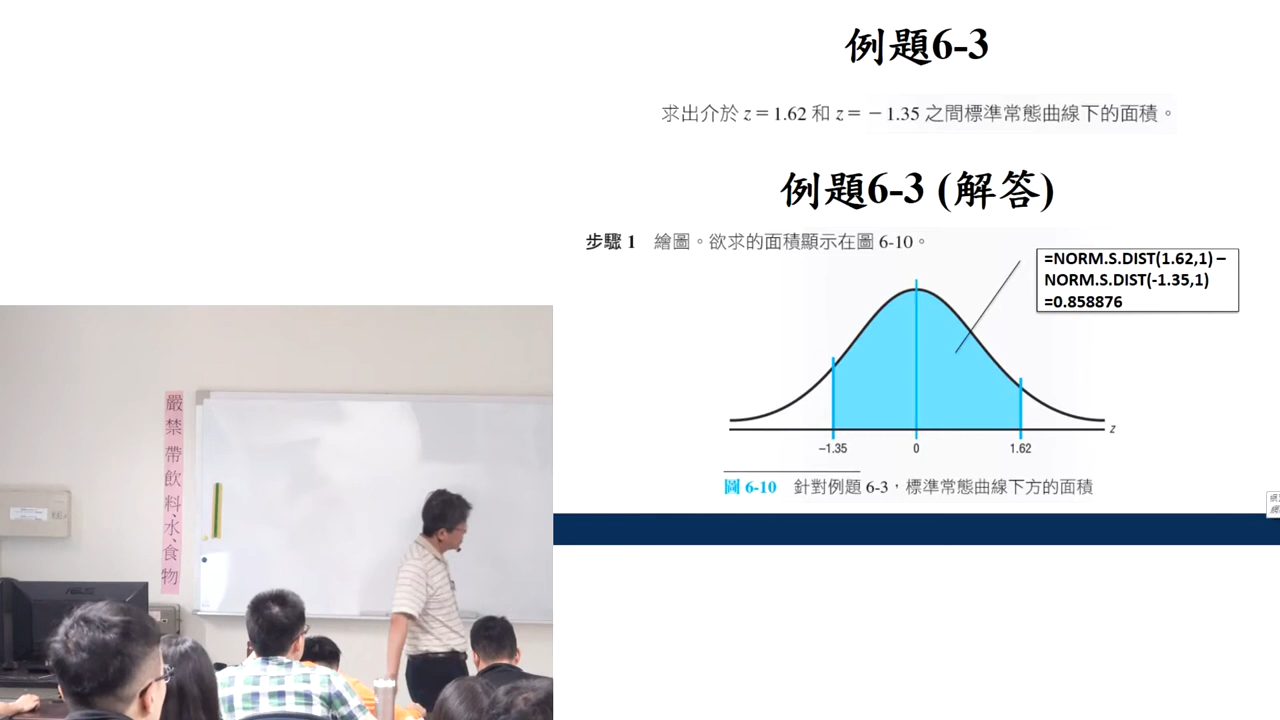 例題6-3
求出介於 z = 1.62 和 z = − 1.35 之間標準常態曲線下的面積。
例題6-3 (解答)
步驟 1 繪圖。欲求的面積顯示在圖 6-10。
=NORM.S.DIST(1.62,1) –
NORM.S.DIST(-1.35,1)
=0.858876
−1.35
0
1.62
z
圖 6-10 針對例題 6-3，標準常態曲線下方的面積
嚴禁帶飲料、水、食物
ASUS